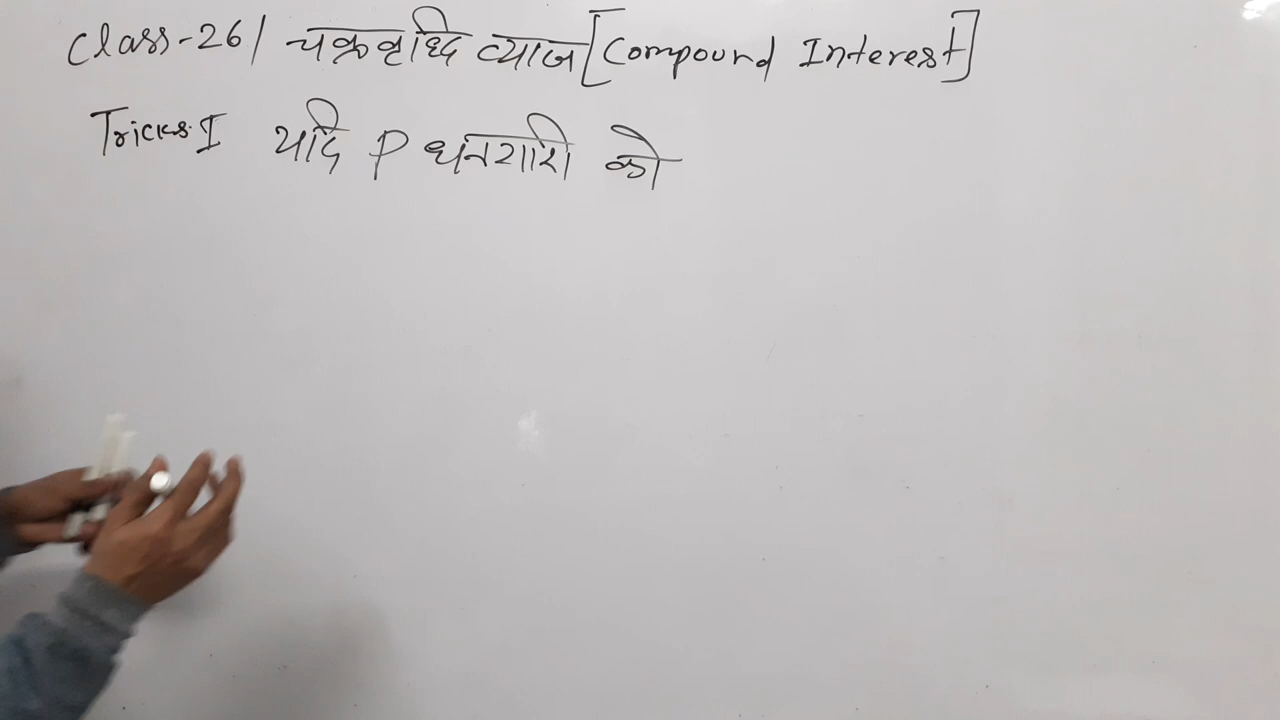 Class-26/ चक्रवृध्दि व्याज [Compound Interest]
Tricks.I यदि P धनराशि को